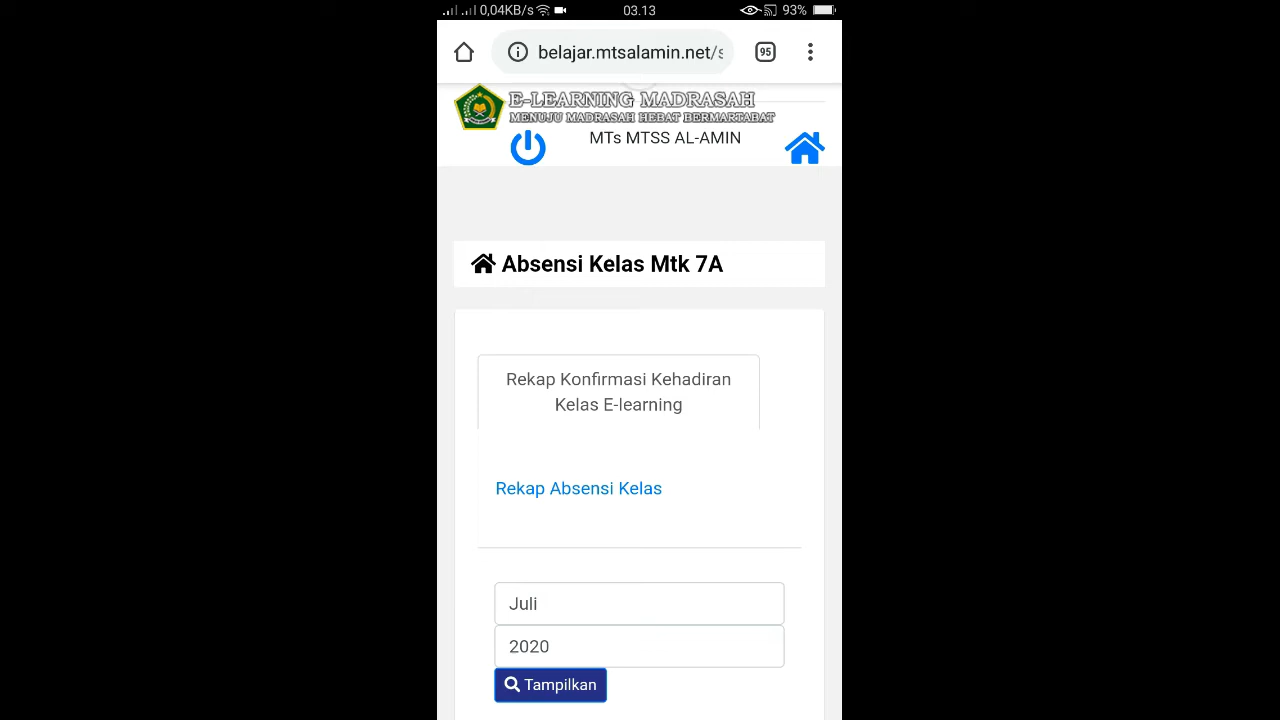 0,04KB/s 03.13 93%
belajar.mtsalamin.net/s 95
E-LEARNING MADRASAH
MENUJU MADRASAH HEBAT BERMARTABAT
MTs MTSS AL-AMIN
Absensi Kelas Mtk 7A
Rekap Konfirmasi Kehadiran
Kelas E-learning
Rekap Absensi Kelas
Juli
2020
Tampilkan